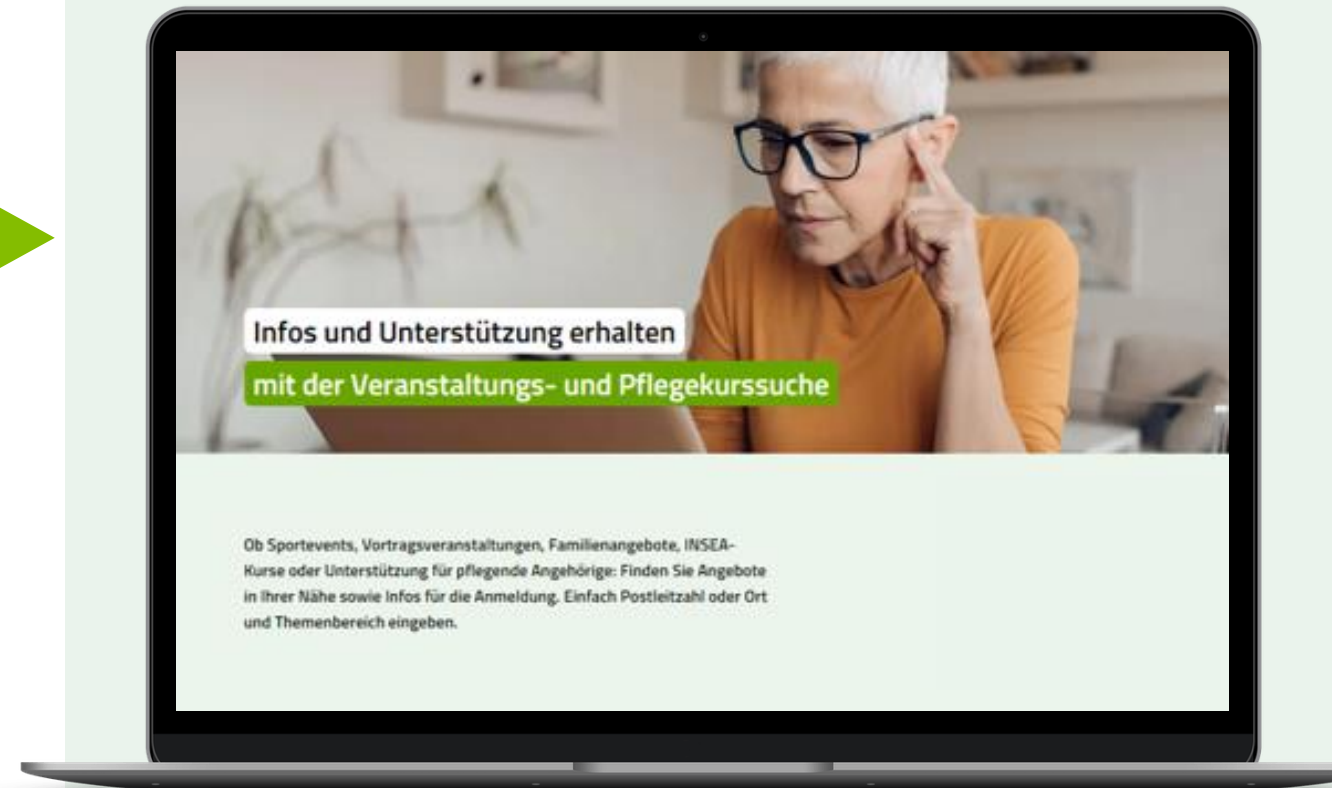 Infos und Unterstützung erhalten
mit der Veranstaltungs- und Pflegekurssuche
Ob Sportevents, Vortragsveranstaltungen, Familienangebote, INSEA-
Kurse oder Unterstützung für pflegende Angehörige: Finden Sie Angebote
in Ihrer Nähe sowie Infos für die Anmeldung. Einfach Postleitzahl oder Ort
und Themenbereich eingeben.